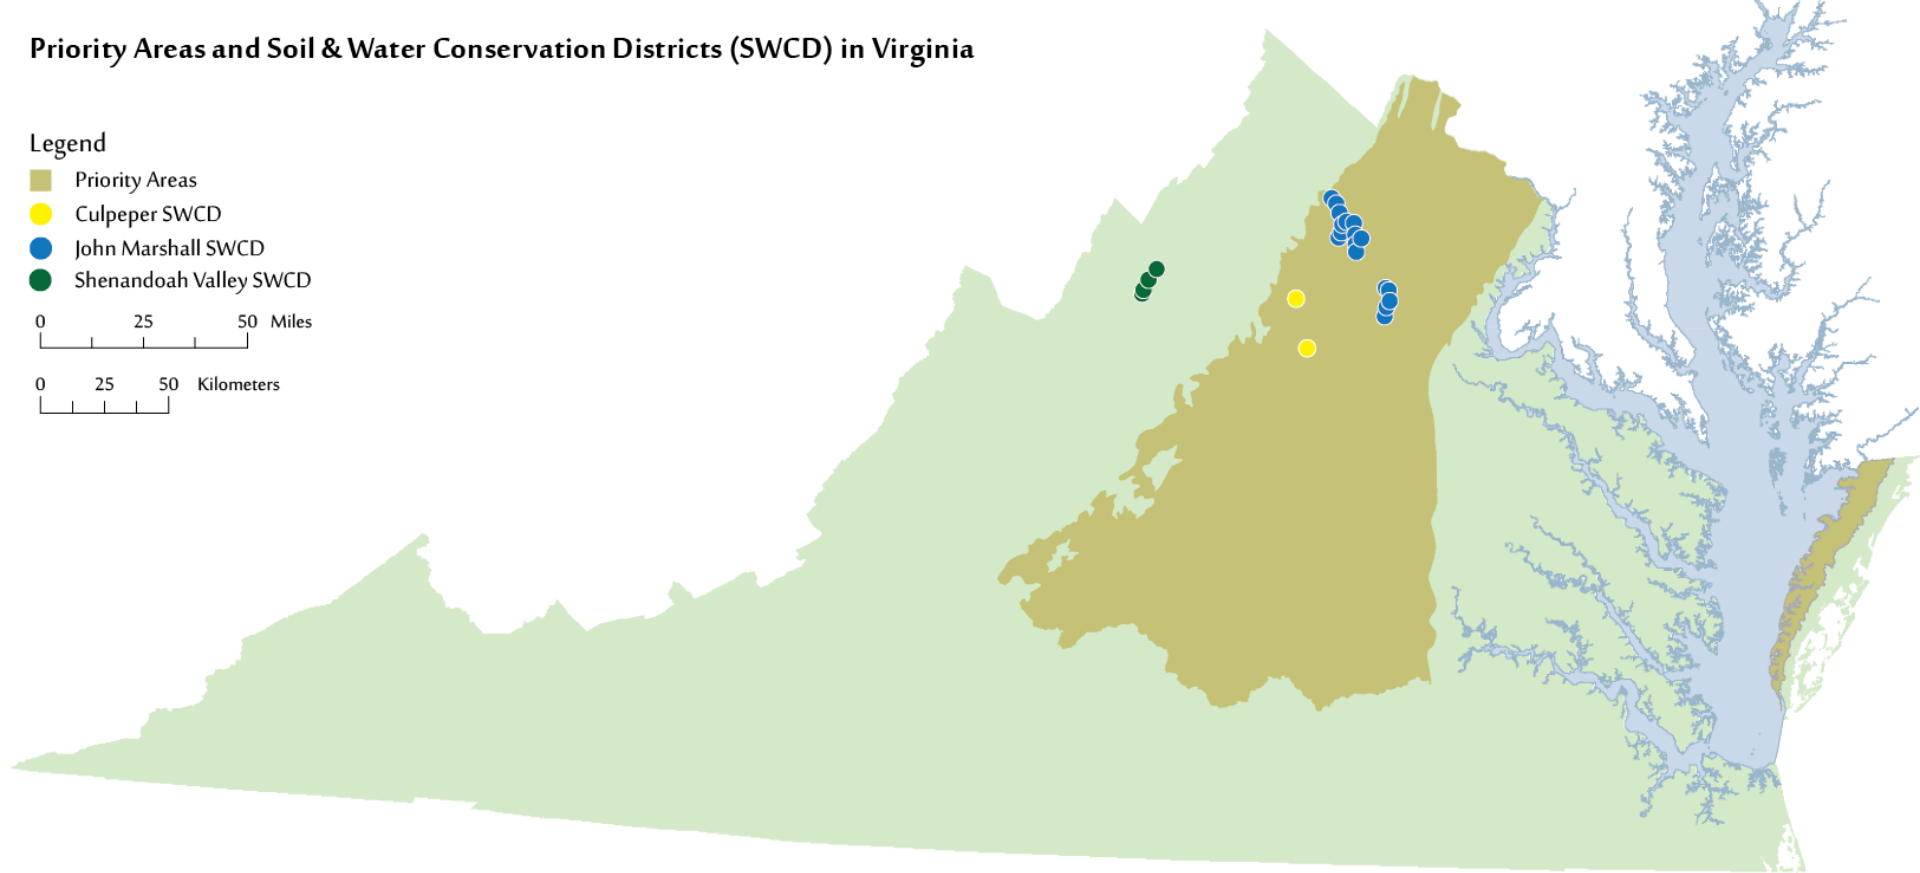 Priority Areas and Soil & Water Conservation Districts (SWCD) in Virginia
Legend
Priority Areas
Culpeper SWCD
John Marshall SWCD
Shenandoah Valley SWCD
0 25 50 Miles
0 25 50 Kilometers